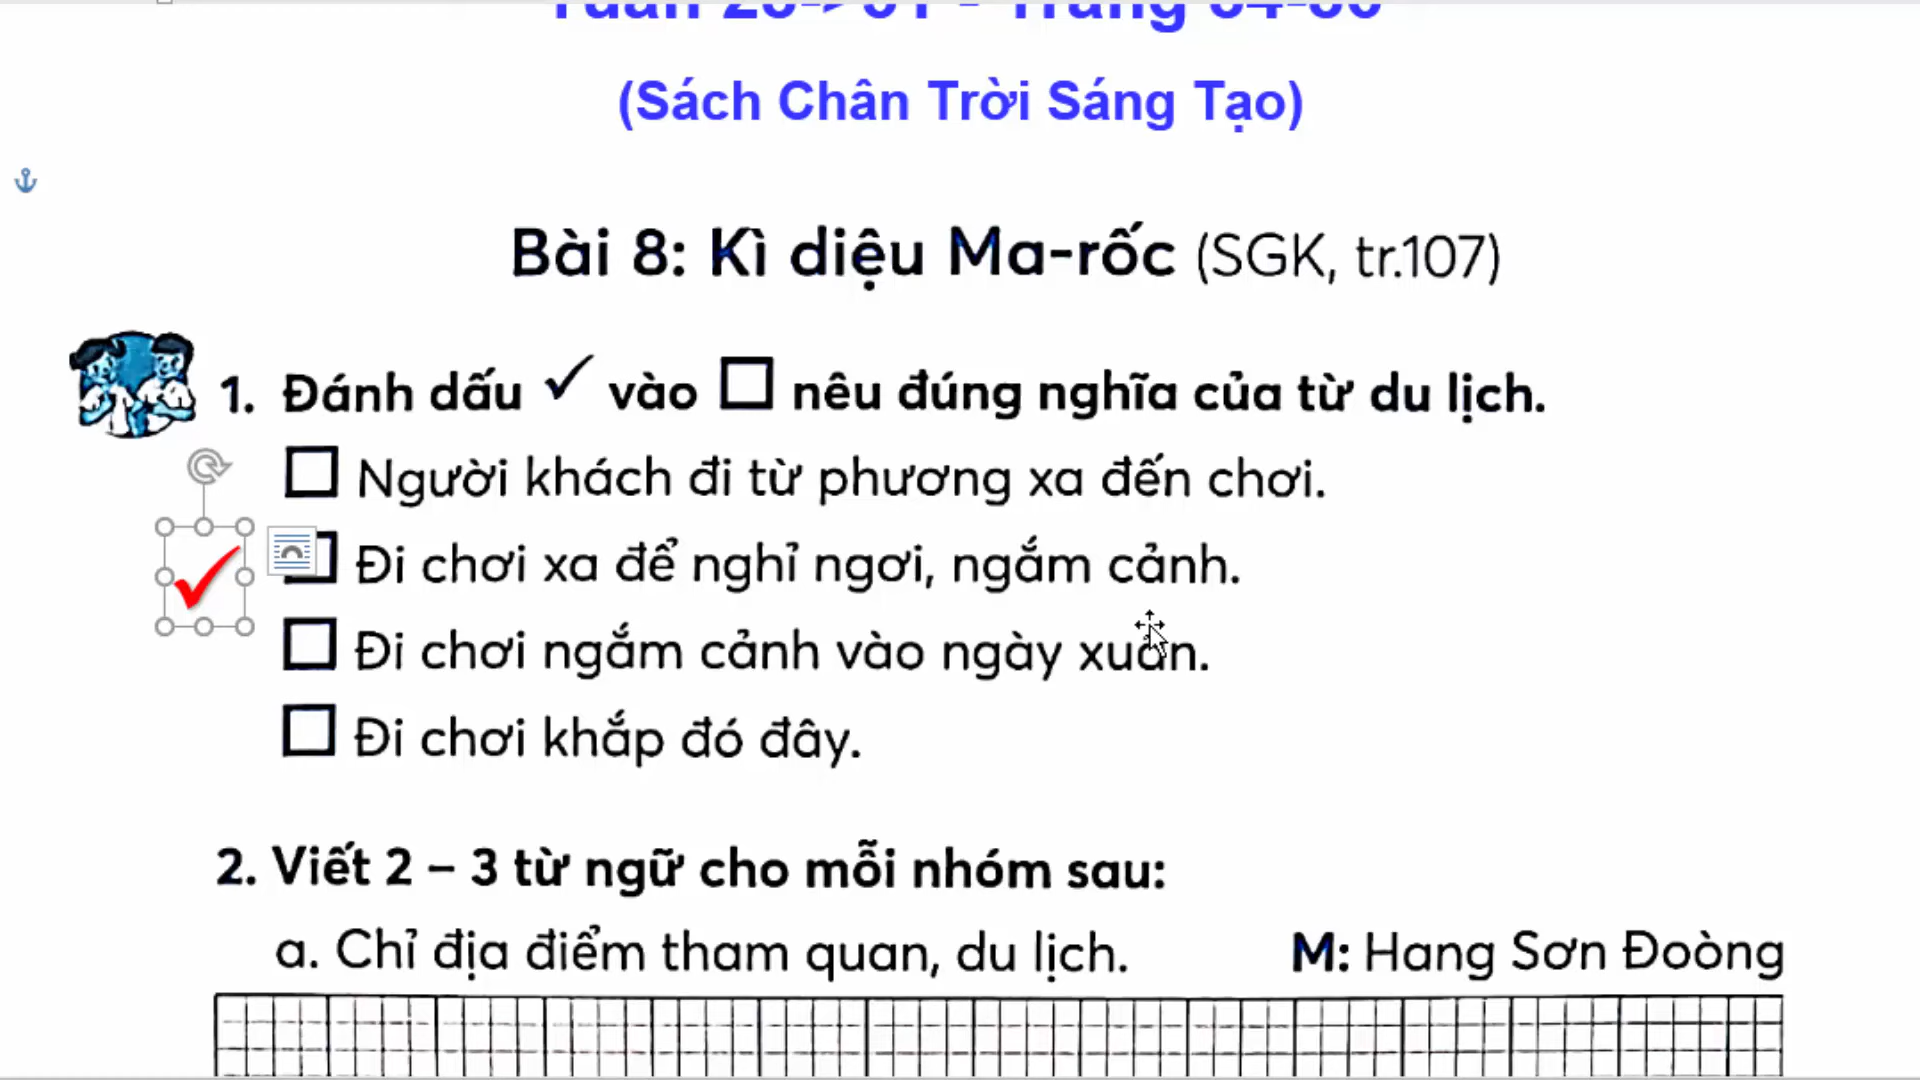 (Sách Chân Trời Sáng Tạo)
Bài 8: Kì diệu Ma-rốc (SGK, tr.107)
1. Đánh dấu ✓ vào ☐ nêu đúng nghĩa của từ du lịch.
☐ Người khách đi từ phương xa đến chơi.
☐ Đi chơi xa để nghỉ ngơi, ngắm cảnh.
☐ Đi chơi ngắm cảnh vào ngày xuân.
☐ Đi chơi khắp đó đây.
2. Viết 2 – 3 từ ngữ cho mỗi nhóm sau:
a. Chỉ địa điểm tham quan, du lịch. M: Hang Sơn Đoòng